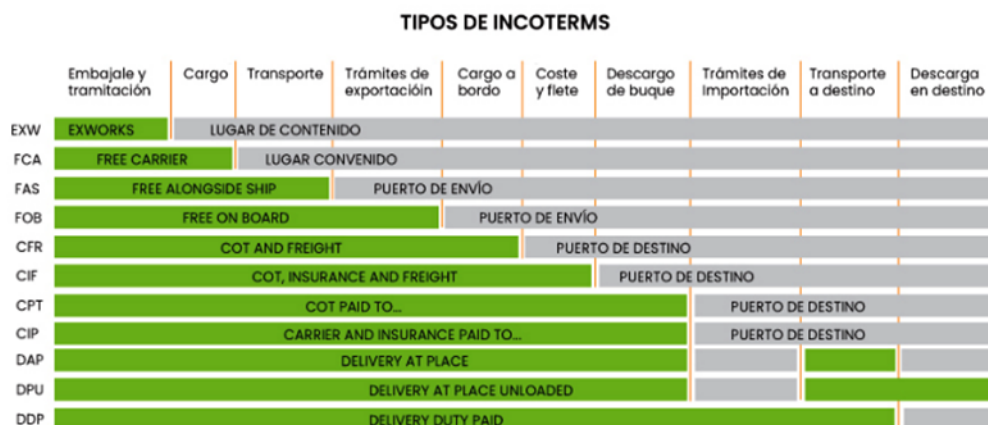 TIPOS DE INCOTERMS
Embajale y tramitación
Cargo
Transporte
Trámites de exportacióin
Cargo a bordo
Coste y flete
Descargo de buque
Trámites de Importación
Transporte a destino
Descarga en destino
EXW EXWORKS LUGAR DE CONTENIDO
FCA FREE CARRIER LUGAR CONVENIDO
FAS FREE ALONGSIDE SHIP PUERTO DE ENVÍO
FOB FREE ON BOARD PUERTO DE ENVÍO
CFR COT AND FREIGHT PUERTO DE DESTINO
CIF COT, INSURANCE AND FREIGHT PUERTO DE DESTINO
CPT COT PAID TO... PUERTO DE DESTINO
CIP CARRIER AND INSURANCE PAID TO... PUERTO DE DESTINO
DAP DELIVERY AT PLACE
DPU DELIVERY AT PLACE UNLOADED
DDP DELIVERY DUTY PAID